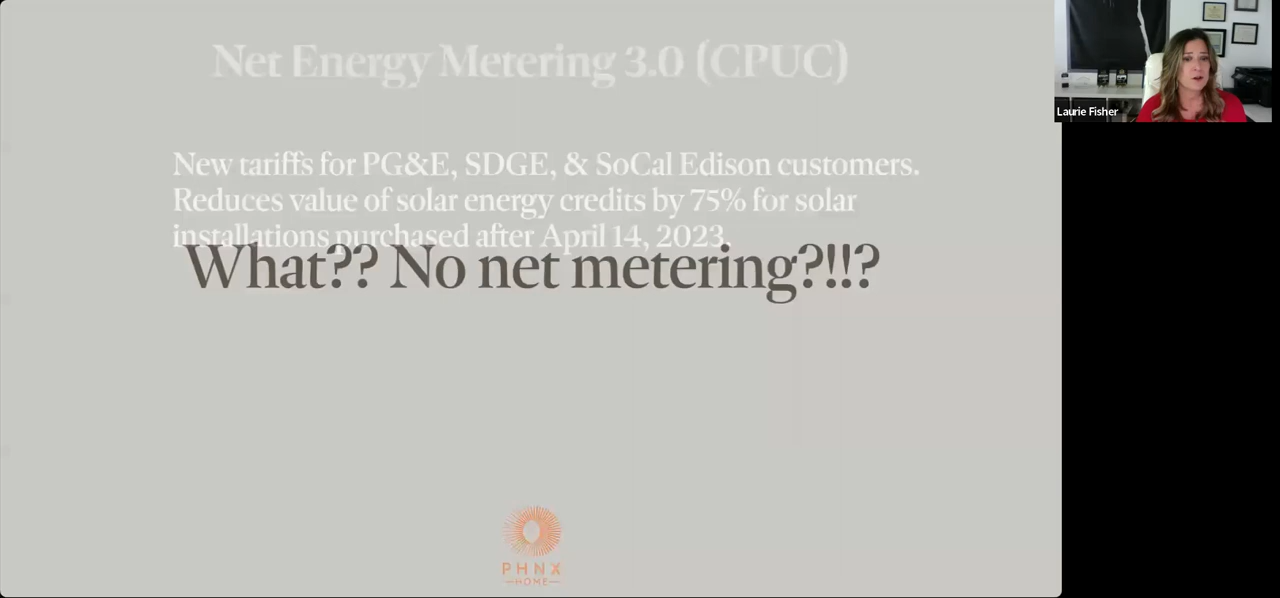 Net Energy Metering 3.0 (CPUC)
New tariffs for PG&E, SDGE, & SoCal Edison customers.
Reduces value of solar energy credits by 75% for solar
installations purchased after April 14, 2023.
What?? No net metering?!!?
PHNX
HOME
Laurie Fisher